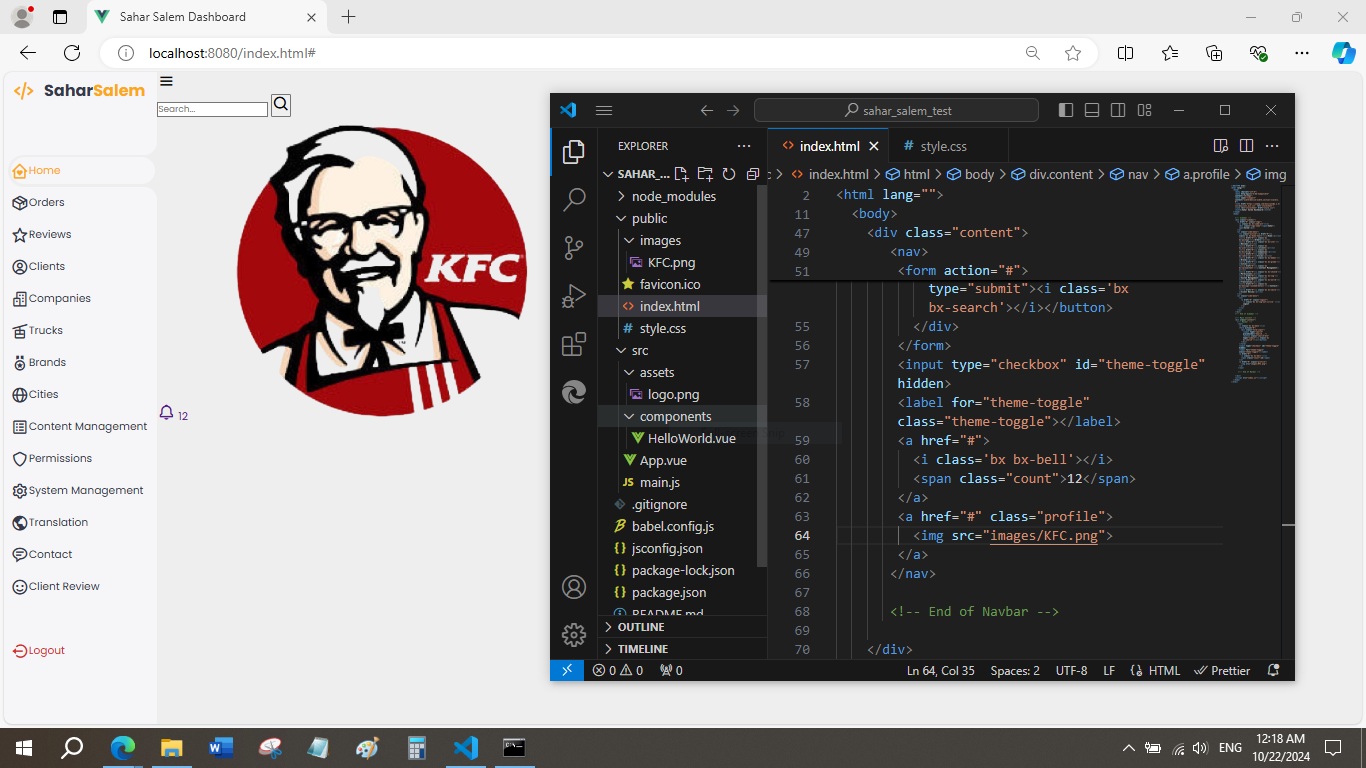 Sahar Salem Dashboard
localhost:8080/index.html#
</> SaharSalem
Home
Orders
Reviews
Clients
Companies
Trucks
Brands
Cities
Content Management
Permissions
System Management
Translation
Contact
Client Review
Logout
Search...
KFC
12
sahar_salem_test
EXPLORER
SAHAR_...
node_modules
public
images
KFC.png
favicon.ico
index.html
style.css
src
assets
logo.png
components
HelloWorld.vue
App.vue
JS main.js
.gitignore
babel.config.js
jsconfig.json
package-lock.json
package.json
README.md
OUTLINE
TIMELINE
index.html
# style.css
c > index.html > html > body > div.content > nav > a.profile > img
2 <html lang="">
11 <body>
47 <div class="content">
49 <nav>
51 <form action="#">
type="submit"><i class='bx
bx-search'></i></button>
55 </div>
56 </form>
57 <input type="checkbox" id="theme-toggle"
hidden>
58 <label for="theme-toggle"
class="theme-toggle"></label>
59 <a href="#">
60 <i class='bx bx-bell'></i>
61 <span class="count">12</span>
62 </a>
63 <a href="#" class="profile">
64 <img src="images/KFC.png">
65 </a>
66 </nav>
67
68 <!-- End of Navbar -->
69
70 </div>
0 0 0
Ln 64, Col 35 Spaces: 2 UTF-8 LF HTML Prettier
ENG
12:18 AM
10/22/2024